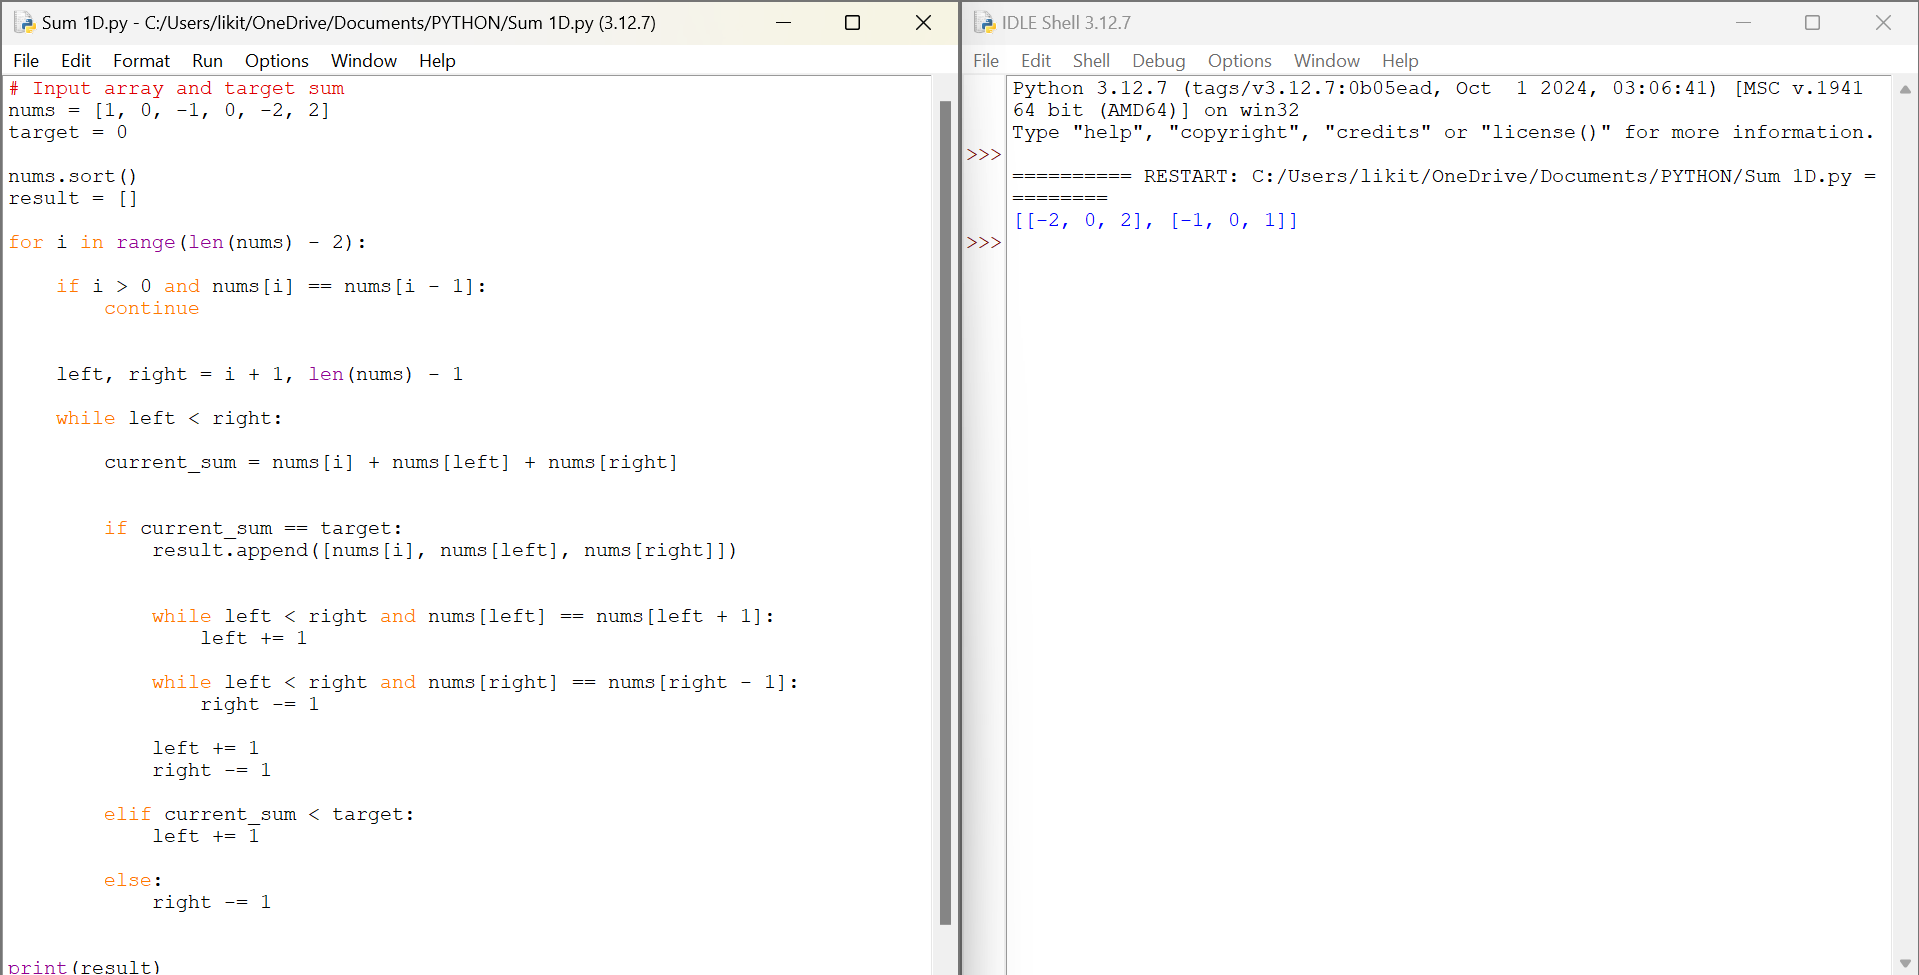 Sum 1D.py - C:/Users/likit/OneDrive/Documents/PYTHON/Sum 1D.py (3.12.7)
File Edit Format Run Options Window Help
# Input array and target sum
nums = [1, 0, -1, 0, -2, 2]
target = 0
nums.sort()
result = []
for i in range(len(nums) - 2):
    if i > 0 and nums[i] == nums[i - 1]:
        continue
    left, right = i + 1, len(nums) - 1
    while left < right:
        current_sum = nums[i] + nums[left] + nums[right]
        if current_sum == target:
            result.append([nums[i], nums[left], nums[right]])
            while left < right and nums[left] == nums[left + 1]:
                left += 1
            while left < right and nums[right] == nums[right - 1]:
                right -= 1
            left += 1
            right -= 1
        elif current_sum < target:
            left += 1
        else:
            right -= 1
print(result)
IDLE Shell 3.12.7
File Edit Shell Debug Options Window Help
Python 3.12.7 (tags/v3.12.7:0b05ead, Oct  1 2024, 03:06:41) [MSC v.1941
64 bit (AMD64)] on win32
Type "help", "copyright", "credits" or "license()" for more information.
>>>
========== RESTART: C:/Users/likit/OneDrive/Documents/PYTHON/Sum 1D.py =
========
[[-2, 0, 2], [-1, 0, 1]]
>>>